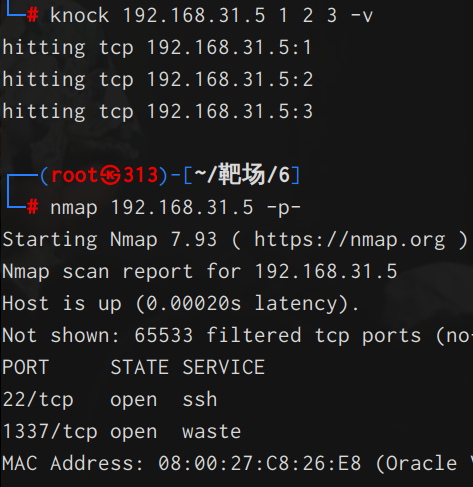 # knock 192.168.31.5 1 2 3 -v
hitting tcp 192.168.31.5:1
hitting tcp 192.168.31.5:2
hitting tcp 192.168.31.5:3
(root㉿313)-[~/靶场/6]
# nmap 192.168.31.5 -p-
Starting Nmap 7.93 ( https://nmap.org )
Nmap scan report for 192.168.31.5
Host is up (0.00020s latency).
Not shown: 65533 filtered tcp ports (no-
PORT     STATE SERVICE
22/tcp   open  ssh
1337/tcp open  waste
MAC Address: 08:00:27:C8:26:E8 (Oracle